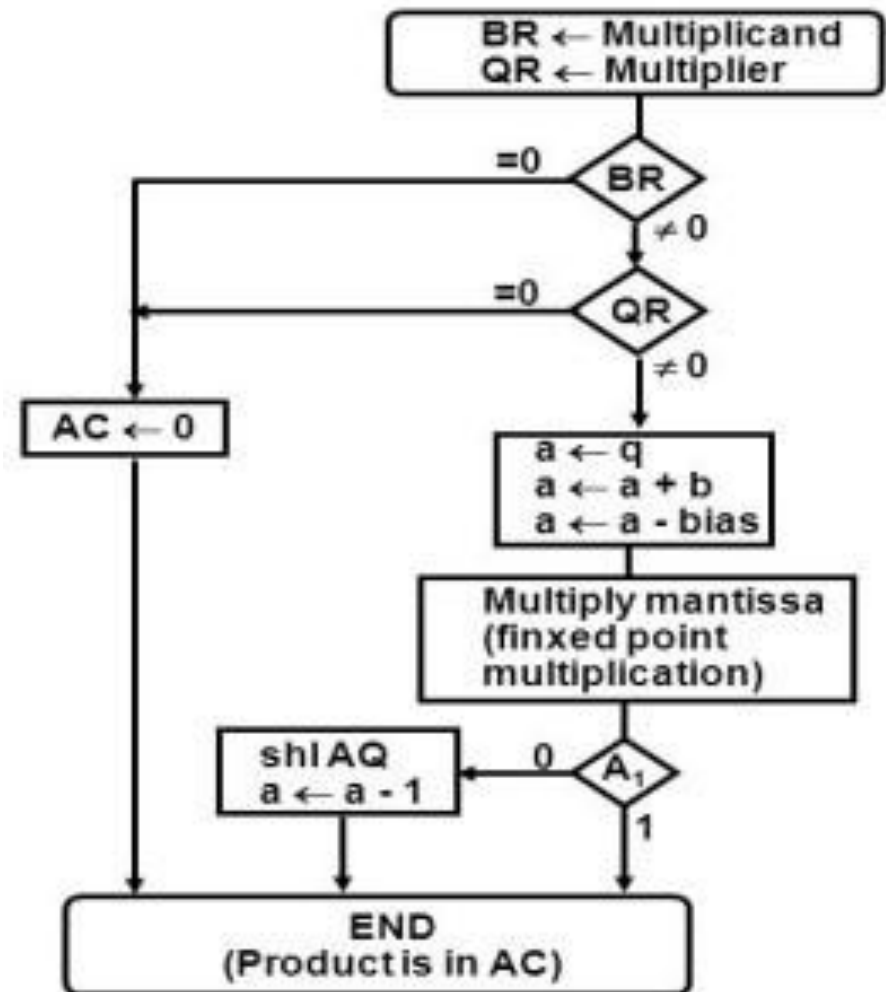 BR ← Multiplicand
QR ← Multiplier
=0
BR
≠ 0
=0
QR
≠ 0
AC ← 0
a ← q
a ← a + b
a ← a - bias
Multiply mantissa
(finxed point
multiplication)
shl AQ
a ← a - 1
0
A₁
1
END
(Product is in AC)